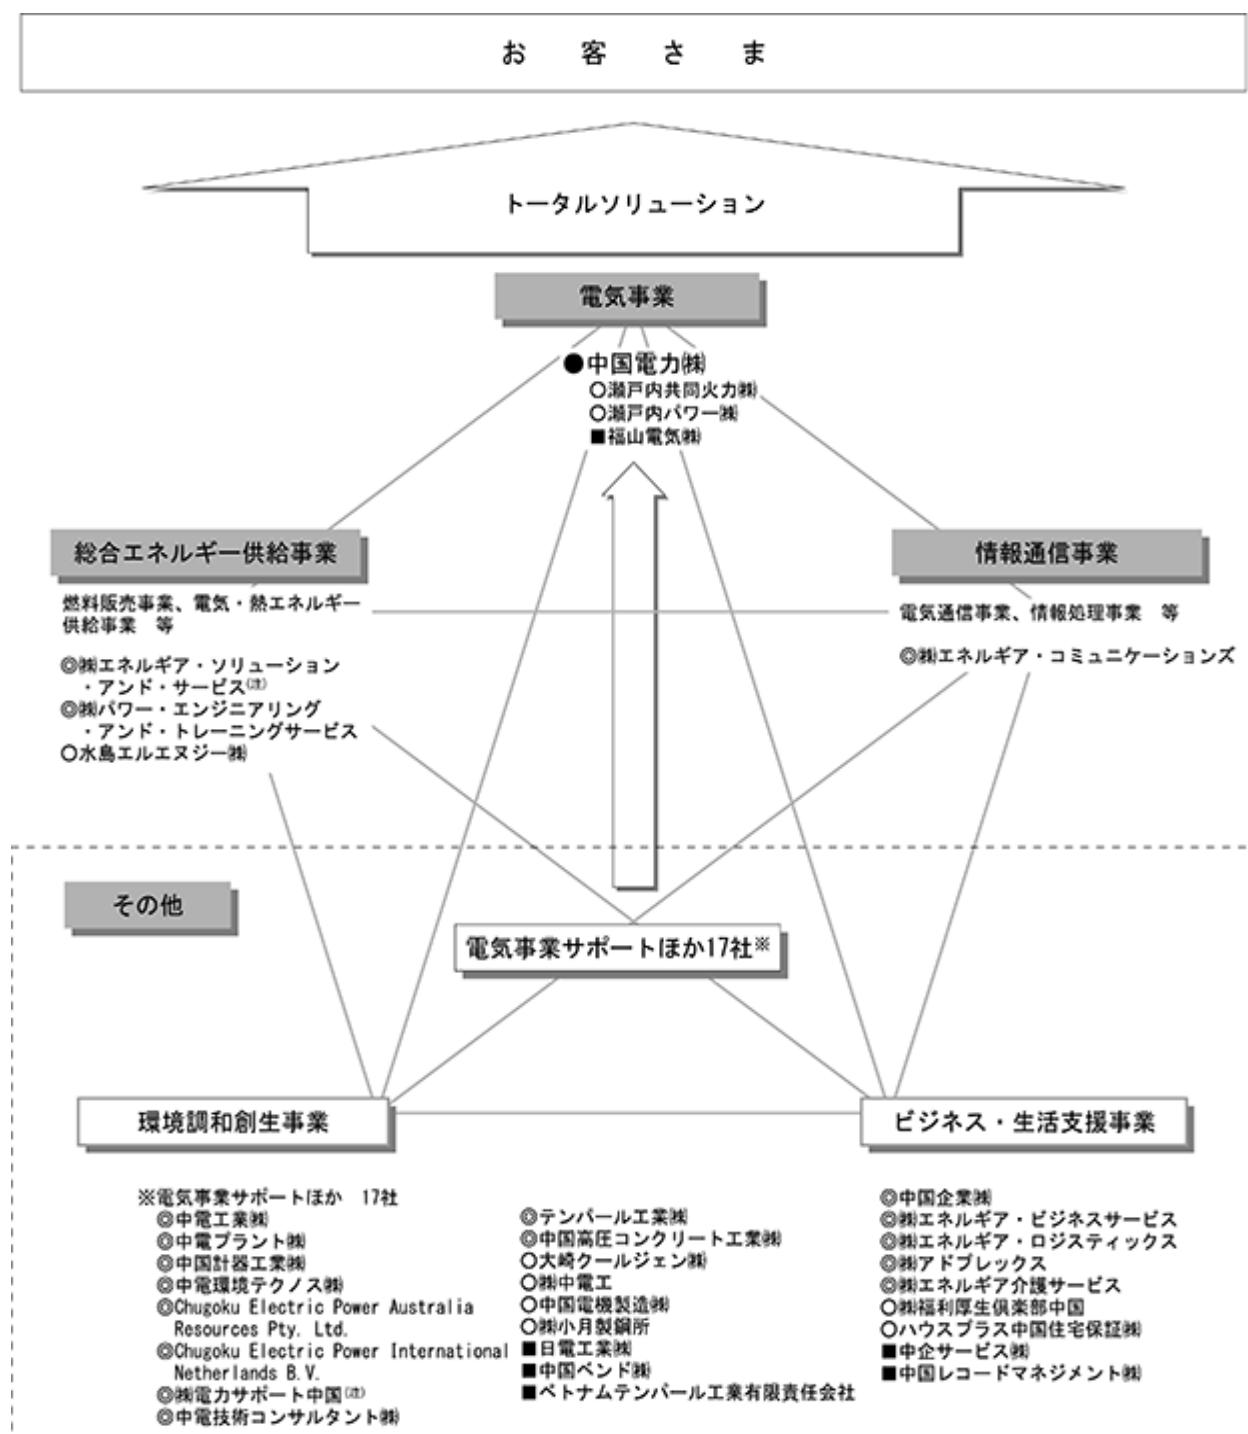 お客さま
トータルソリューション
電気事業
●中国電力㈱
○瀬戸内共同火力㈱
○瀬戸内パワー㈱
■福山電気㈱
総合エネルギー供給事業
燃料販売事業、電気・熱エネルギー
供給事業　等
◎㈱エネルギア・ソリューション
・アンド・サービス(注)
◎㈱パワー・エンジニアリング
・アンド・トレーニングサービス
○水島エルエヌジー㈱
情報通信事業
電気通信事業、情報処理事業　等
◎㈱エネルギア・コミュニケーションズ
その他
電気事業サポートほか17社※
環境調和創生事業
ビジネス・生活支援事業
※電気事業サポートほか　17社
◎中電工業㈱
◎中電プラント㈱
◎中国計器工業㈱
◎中電環境テクノス㈱
◎Chugoku Electric Power Australia
Resources Pty. Ltd.
◎Chugoku Electric Power International
Netherlands B.V.
◎㈱電力サポート中国(注)
◎中電技術コンサルタント㈱
◎テンパール工業㈱
◎中国高圧コンクリート工業㈱
○大崎クールジェン㈱
○㈱中電工
○中国電機製造㈱
○㈱小月製鋼所
■日電工業㈱
■中国ベンド㈱
■ベトナムテンパール工業有限責任会社
◎中国企業㈱
◎㈱エネルギア・ビジネスサービス
◎㈱エネルギア・ロジスティックス
◎㈱アドプレックス
◎㈱エネルギア介護サービス
○㈱福利厚生倶楽部中国
○ハウスプラス中国住宅保証㈱
■中企サービス㈱
■中国レコードマネジメント㈱